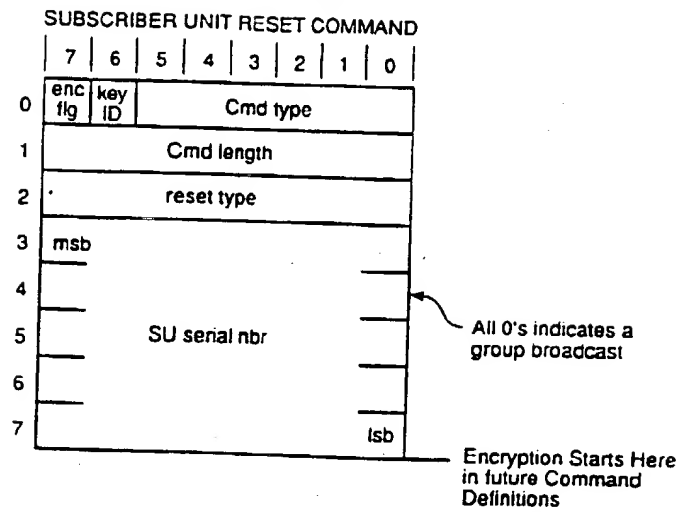 SUBSCRIBER UNIT RESET COMMAND
7 6 5 4 3 2 1 0
0 enc flg key ID Cmd type
1 Cmd length
2 reset type
3 msb
4
All 0's indicates a
group broadcast
5 SU serial nbr
6
7 lsb
Encryption Starts Here
in future Command
Definitions